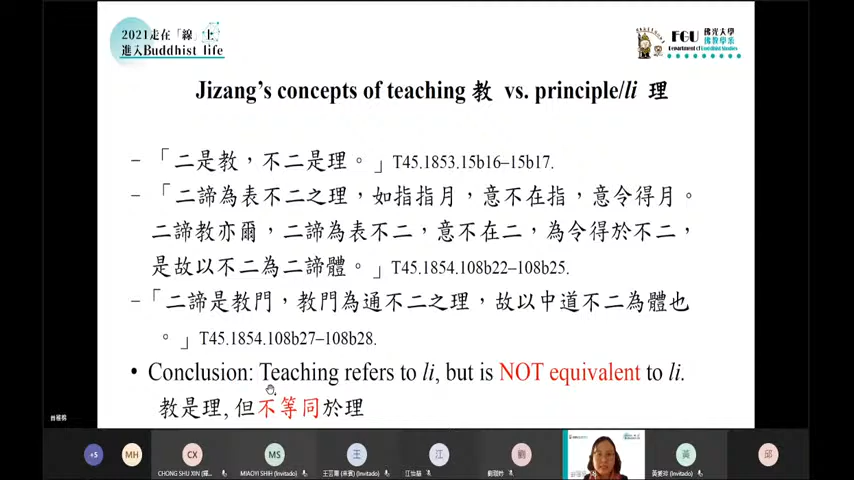 2021走在「線」上
進入Buddhist life
FGU 佛光大學
佛教學系
Department of Buddhist Studies
Jizang's concepts of teaching 教 vs. principle/li 理
– 「二是教，不二是理。」T45.1853.15b16–15b17.
– 「二諦為表不二之理，如指指月，意不在指，意令得月。
二諦教亦爾，二諦為表不二，意不在二，為令得於不二，
是故以不二為二諦體。」T45.1854.108b22–108b25.
–「二諦是教門，教門為通不二之理，故以中道不二為體也
。」T45.1854.108b27–108b28.
• Conclusion: Teaching refers to li, but is NOT equivalent to li.
教是理, 但不等同於理
+5
MH
CX
MS
王
江
劉
黃
邱
CHONG SHU XIN (釋...
MIAOYI SHIH (Invitado)
王芸喬 (来宾) (Invitado)
(Invitado)